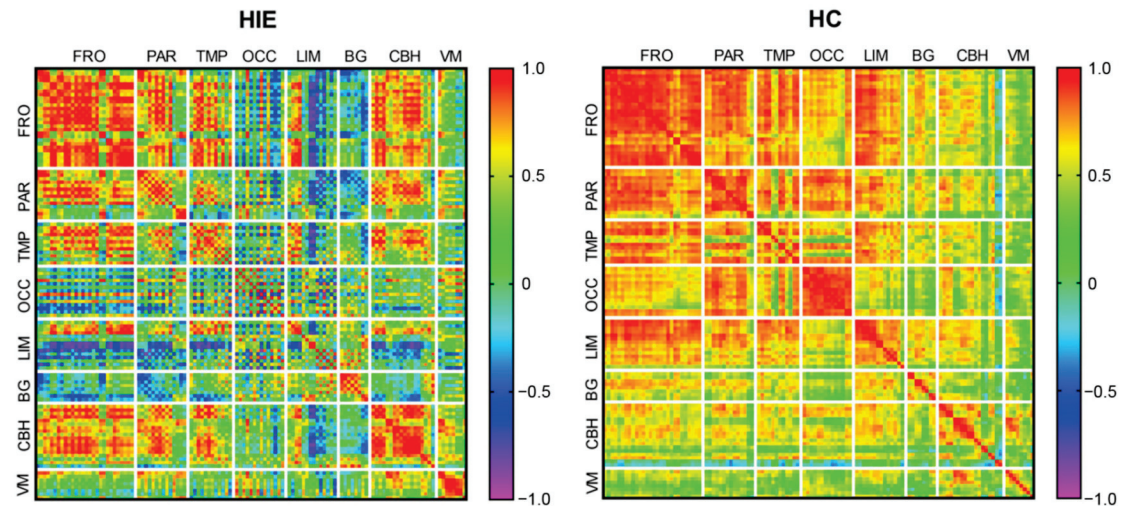 HIE
FRO PAR TMP OCC LIM BG CBH VM
FRO
PAR
TMP
OCC
LIM
BG
CBH
VM
1.0
0.5
0
−0.5
−1.0
HC
FRO PAR TMP OCC LIM BG CBH VM
FRO
PAR
TMP
OCC
LIM
BG
CBH
VM
1.0
0.5
0
−0.5
−1.0